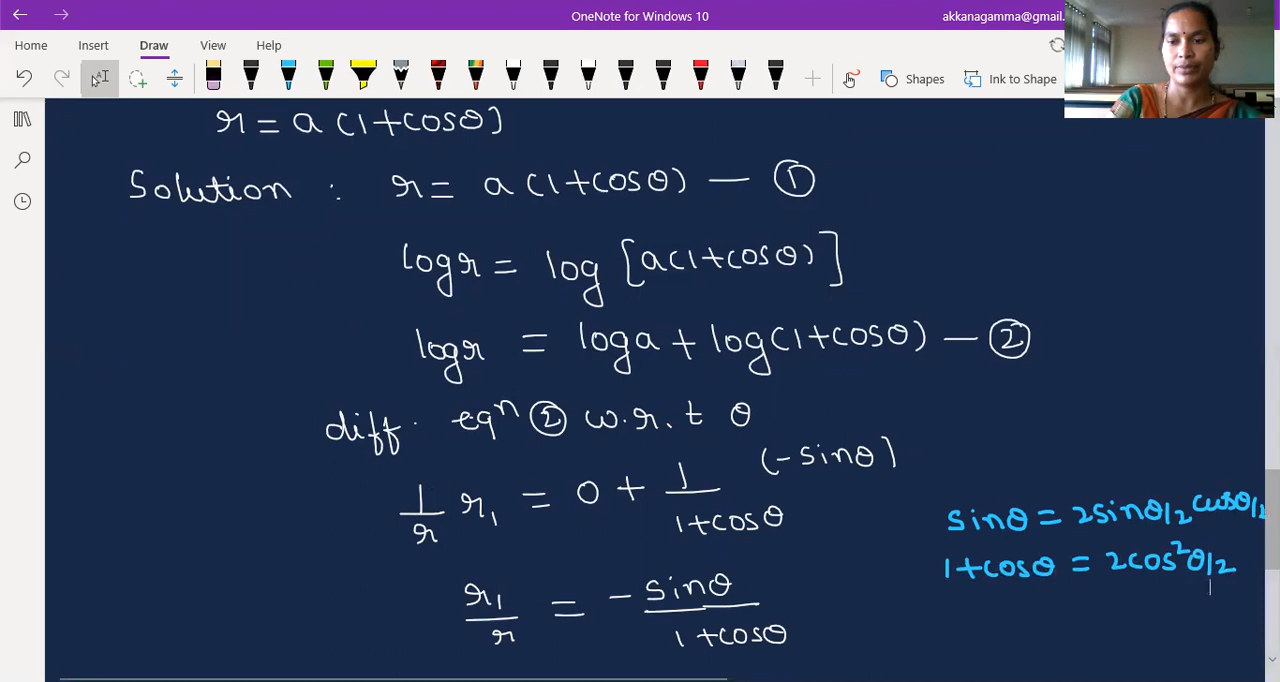 OneNote for Windows 10
akkanagamma@gmail.
Home Insert Draw View Help
Shapes Ink to Shape
r = a (1+cosθ)
Solution : r = a (1+cosθ) — ①
log r = log [a(1+cosθ)]
log r = log a + log(1+cosθ) — ②
diff. eqⁿ ② w.r.t θ
1/r r₁ = 0 + 1/(1+cosθ) (-sinθ)
r₁/r = -sinθ/(1+cosθ)
sinθ = 2sinθ/2 cosθ/2
1+cosθ = 2cos²θ/2